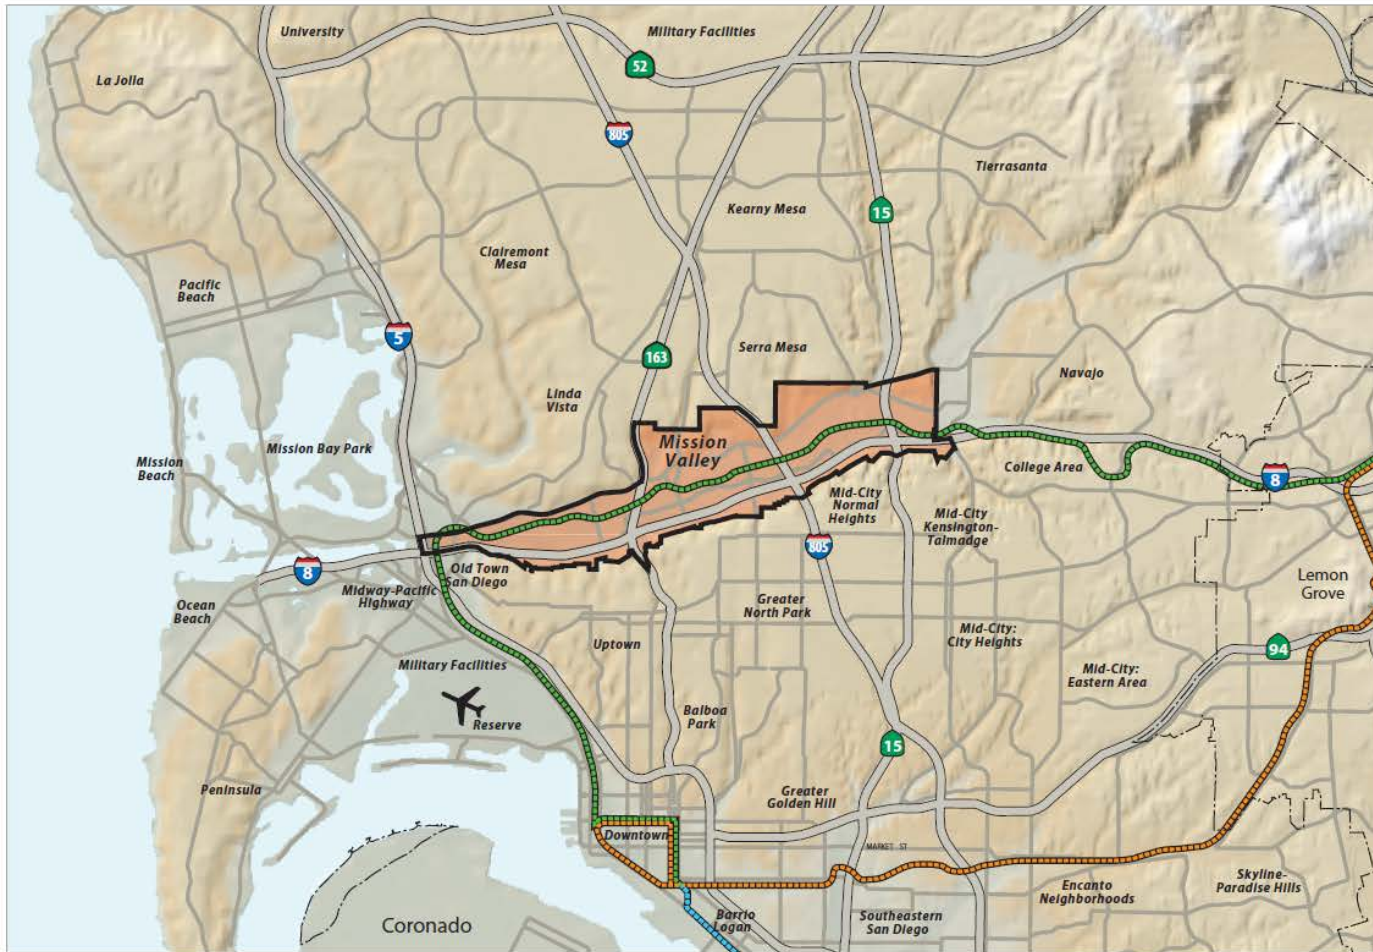 University
Military Facilities
La Jolla
52
805
Tierrasanta
Kearny Mesa
15
Clairemont
Mesa
Pacific
Beach
5
Serra Mesa
163
Navajo
Linda
Vista
Mission
Valley
Mission Bay Park
Mission
Beach
College Area
8
Mid-City
Normal
Heights
Mid-City
Kensington-
Talmadge
805
8
Old Town
San Diego
Midway-Pacific
Highway
Ocean
Beach
Greater
North Park
Lemon
Grove
Uptown
Mid-City:
City Heights
94
Military Facilities
Mid-City:
Eastern Area
Balboa
Park
Reserve
15
Peninsula
Greater
Golden Hill
Downtown
MARKET ST
Skyline-
Paradise Hills
Encanto
Neighborhoods
Coronado
Barrio
Logan
Southeastern
San Diego